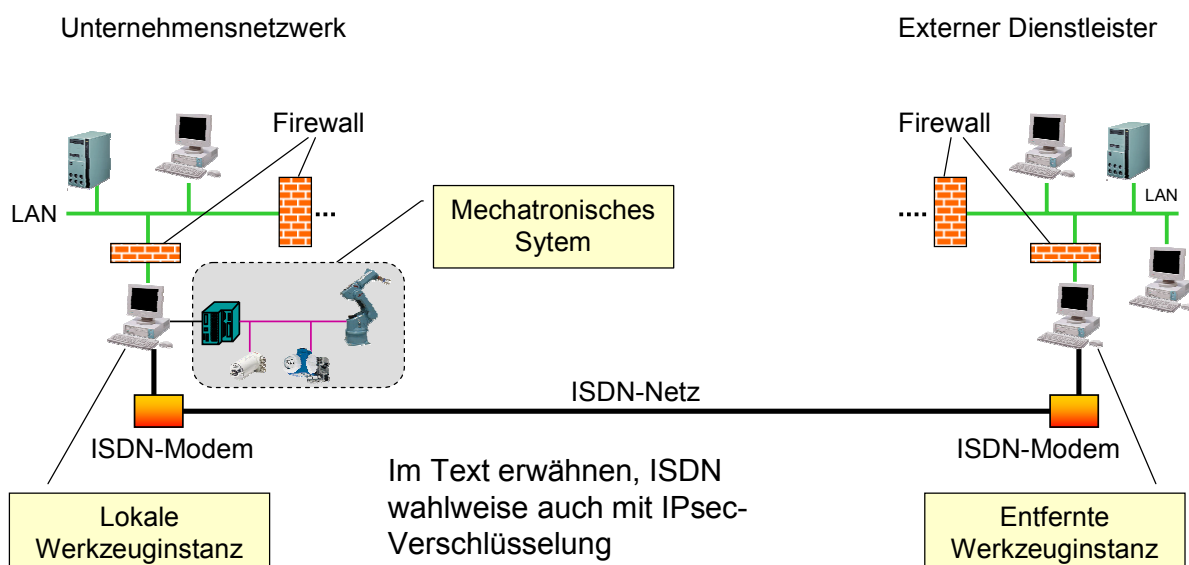 Unternehmensnetzwerk
Externer Dienstleister
Firewall
Firewall
LAN
....
Mechatronisches
Sytem
....
LAN
ISDN-Netz
ISDN-Modem
ISDN-Modem
Im Text erwähnen, ISDN
wahlweise auch mit IPsec-
Verschlüsselung
Lokale
Werkzeuginstanz
Entfernte
Werkzeuginstanz